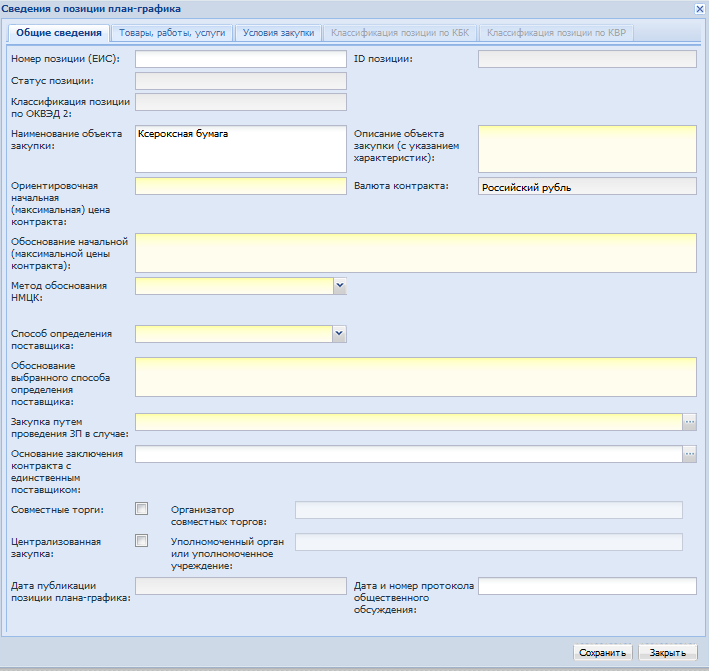 Сведения о позиции план-графика
Общие сведения
Товары, работы, услуги
Условия закупки
Классификация позиции по КБК
Классификация позиции по КВР
Номер позиции (ЕИС):
ID позиции:
Статус позиции:
Классификация позиции
по ОКВЭД 2:
Наименование объекта
закупки:
Ксероксная бумага
Описание объекта
закупки (с указанием
характеристик):
Ориентировочная
начальная
(максимальная) цена
контракта:
Валюта контракта:
Российский рубль
Обоснование начальной
(максимальной цены
контракта):
Метод обоснования
НМЦК:
Способ определения
поставщика:
Обоснование
выбранного способа
определения
поставщика:
Закупка путем
проведения ЗП в случае:
Основание заключения
контракта с
единственным
поставщиком:
Совместные торги:
Организатор
совместных торгов:
Централизованная
закупка:
Уполномоченный орган
или уполномоченное
учреждение:
Дата публикации
позиции плана-графика:
Дата и номер протокола
общественного
обсуждения:
Сохранить
Закрыть